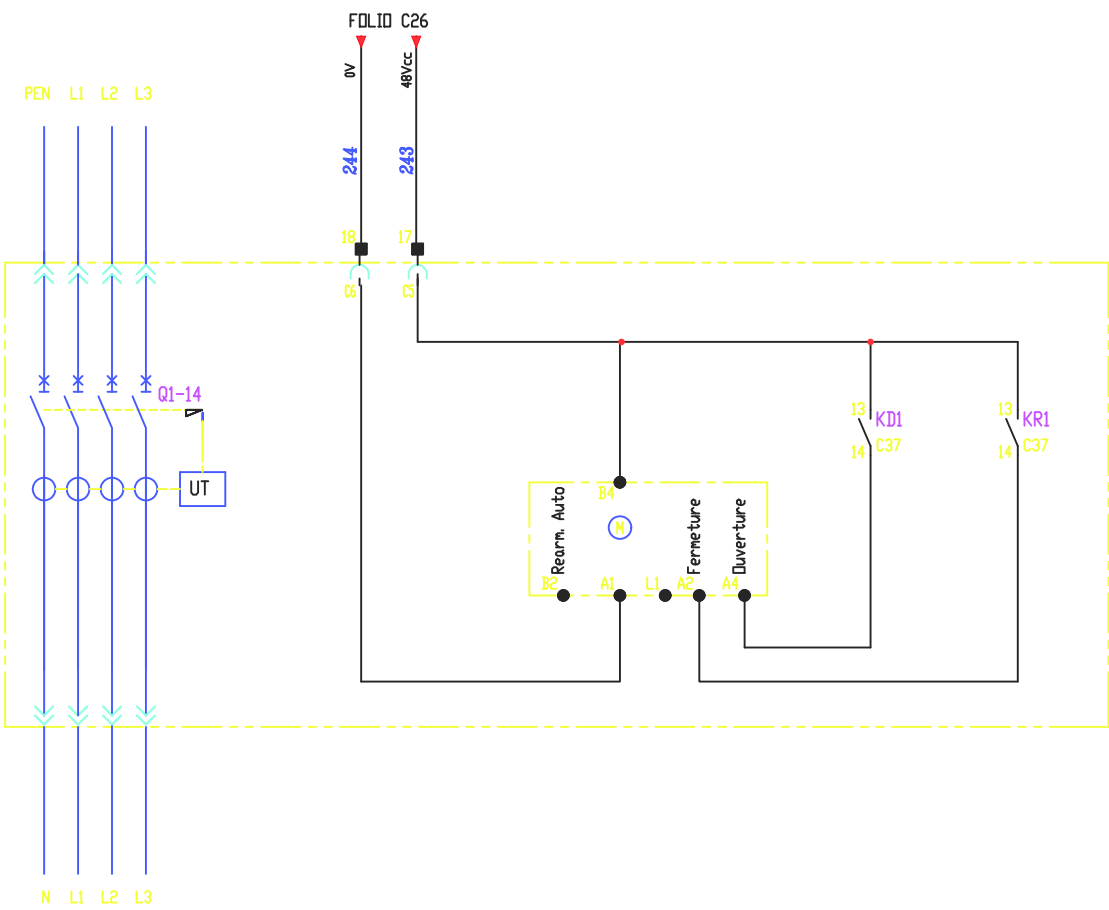 FOLIO C26
0V
48Vcc
PEN L1 L2 L3
244
243
18
17
C6
C5
Q1-14
13
KD1
14
C37
13
KR1
14
C37
UT
B4
M
Rearm. Auto
Fermeture
Ouverture
B2
A1
L1
A2
A4
N L1 L2 L3